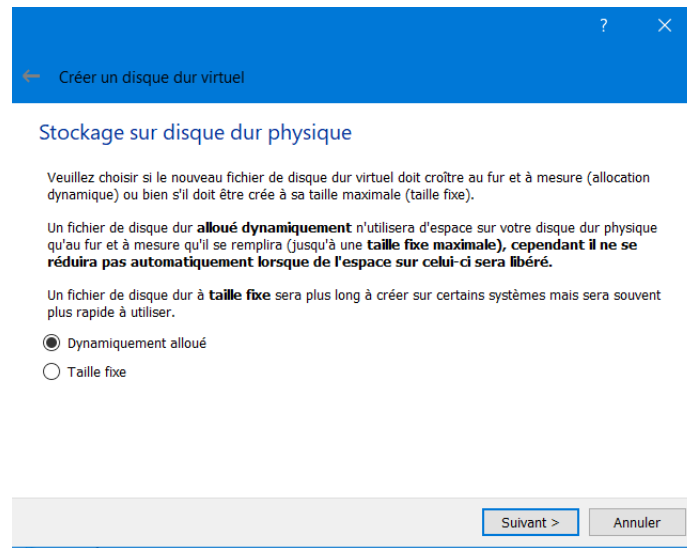 ?
Créer un disque dur virtuel
Stockage sur disque dur physique
Veuillez choisir si le nouveau fichier de disque dur virtuel doit croître au fur et à mesure (allocation
dynamique) ou bien s'il doit être crée à sa taille maximale (taille fixe).
Un fichier de disque dur alloué dynamiquement n'utilisera d'espace sur votre disque dur physique
qu'au fur et à mesure qu'il se remplira (jusqu'à une taille fixe maximale), cependant il ne se
réduira pas automatiquement lorsque de l'espace sur celui-ci sera libéré.
Un fichier de disque dur à taille fixe sera plus long à créer sur certains systèmes mais sera souvent
plus rapide à utiliser.
Dynamiquement alloué
Taille fixe
Suivant > Annuler